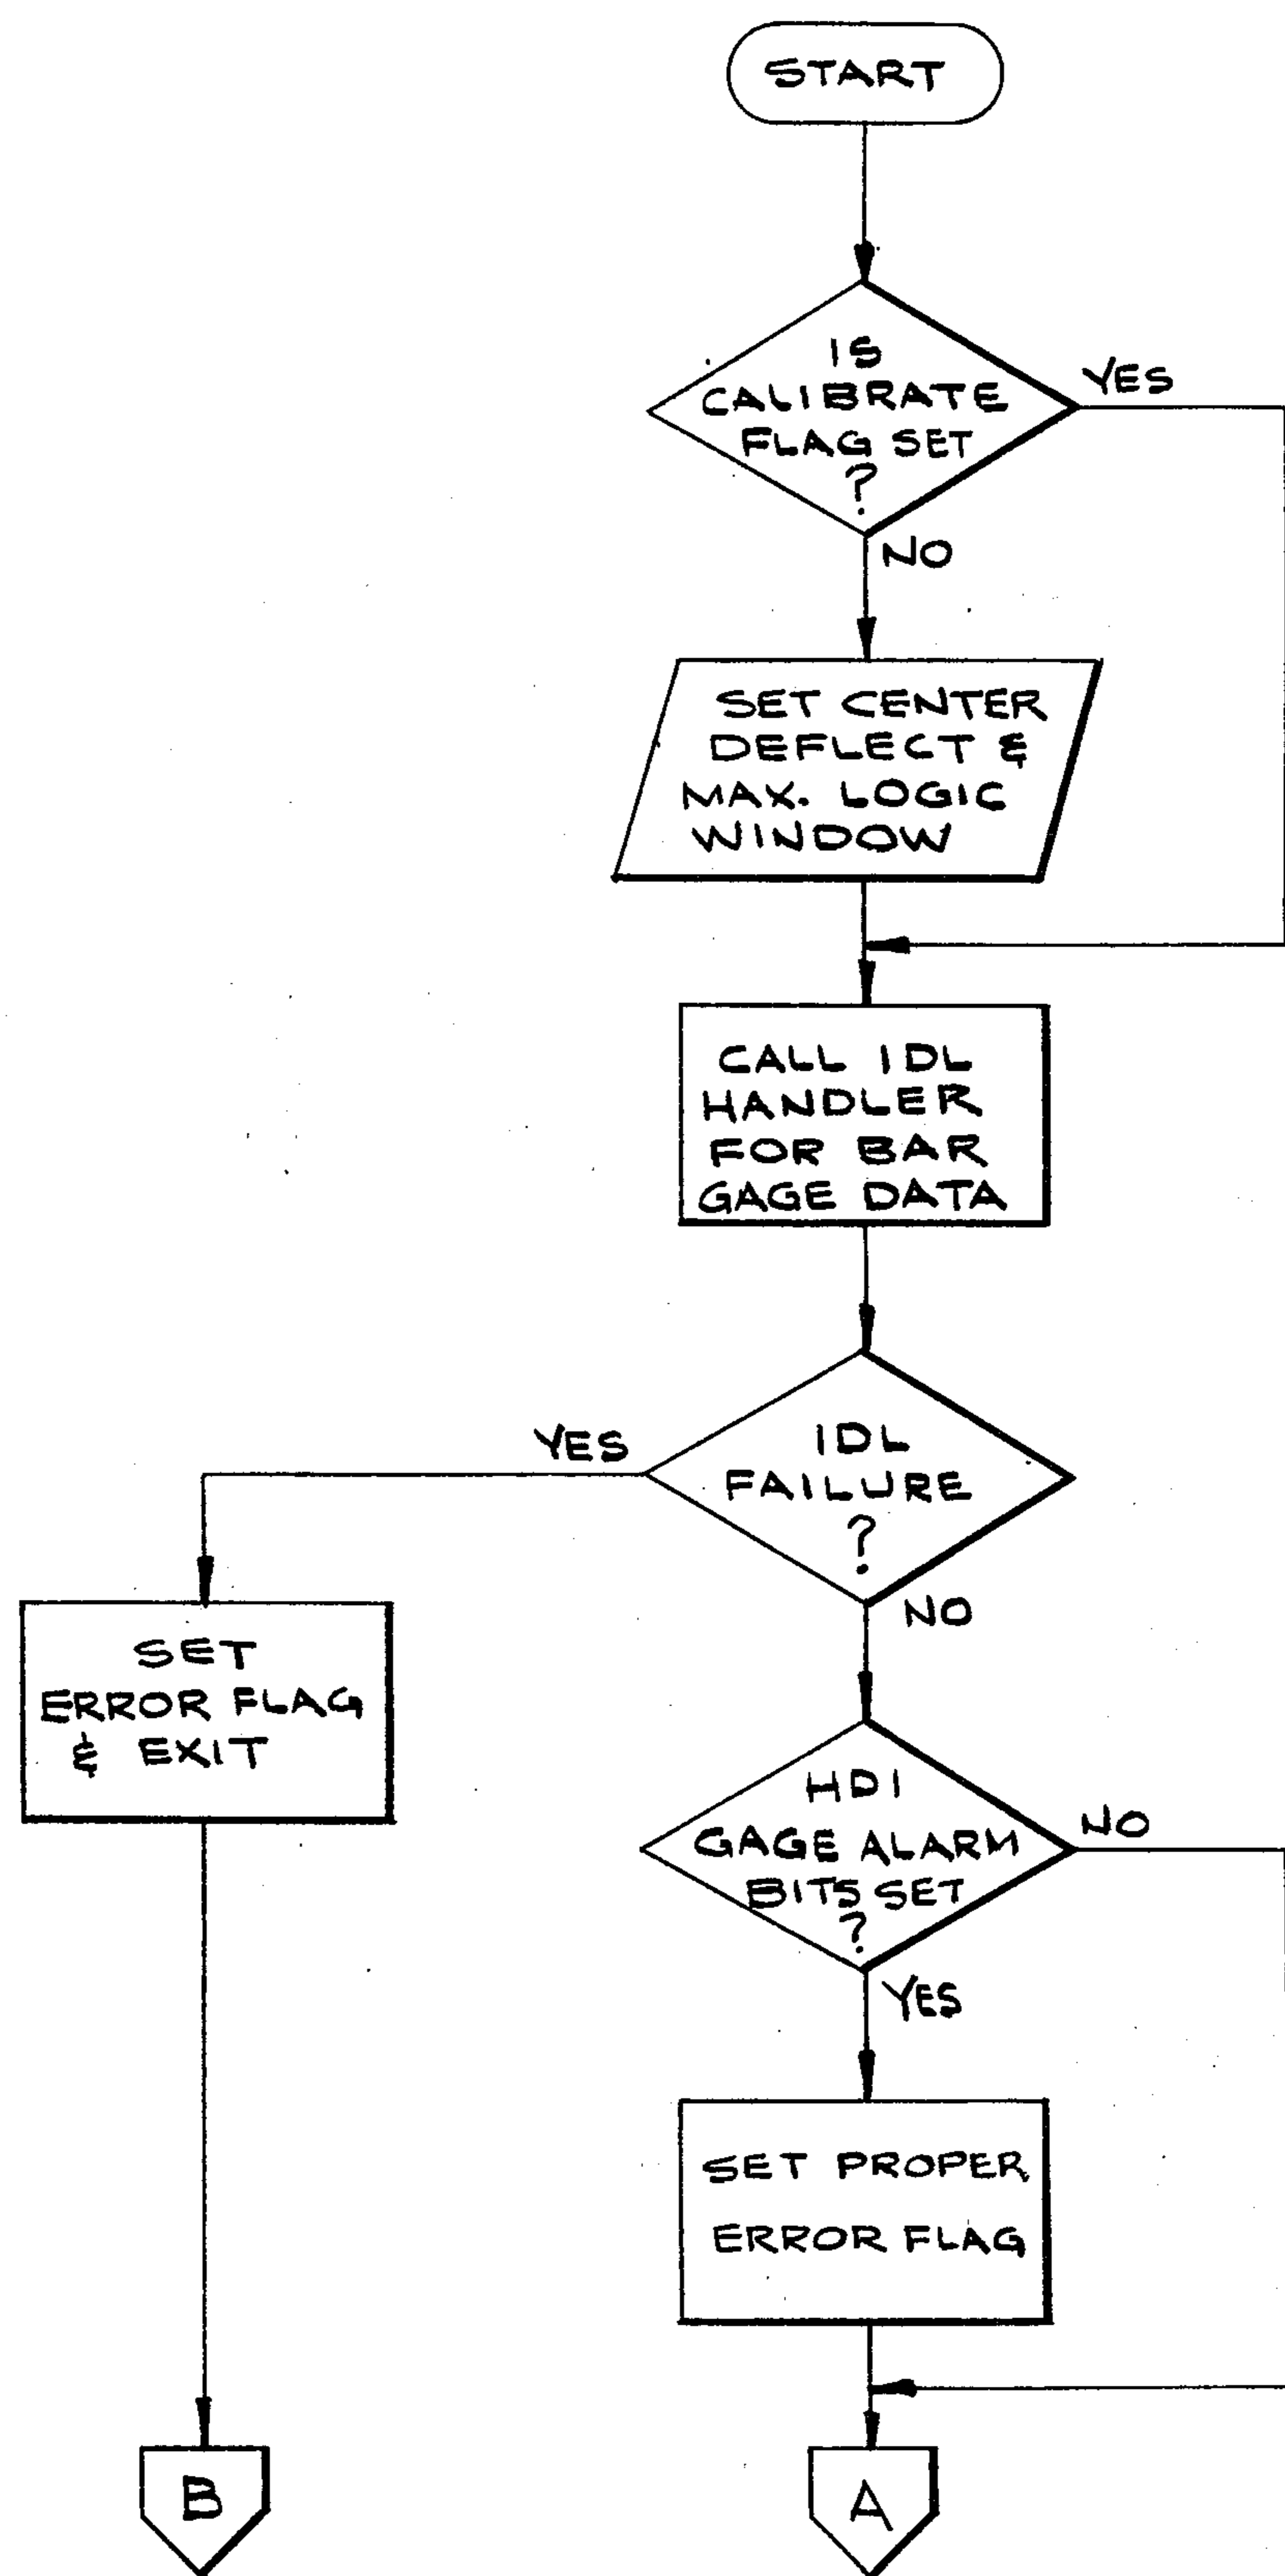 START
IS
CALIBRATE
FLAG SET
?
YES
NO
SET CENTER
DEFLECT &
MAX. LOGIC
WINDOW
CALL IDL
HANDLER
FOR BAR
GAGE DATA
IDL
FAILURE
?
YES
NO
SET
ERROR FLAG
& EXIT
HDI
GAGE ALARM
BITS SET
?
NO
YES
SET PROPER
ERROR FLAG
B
A